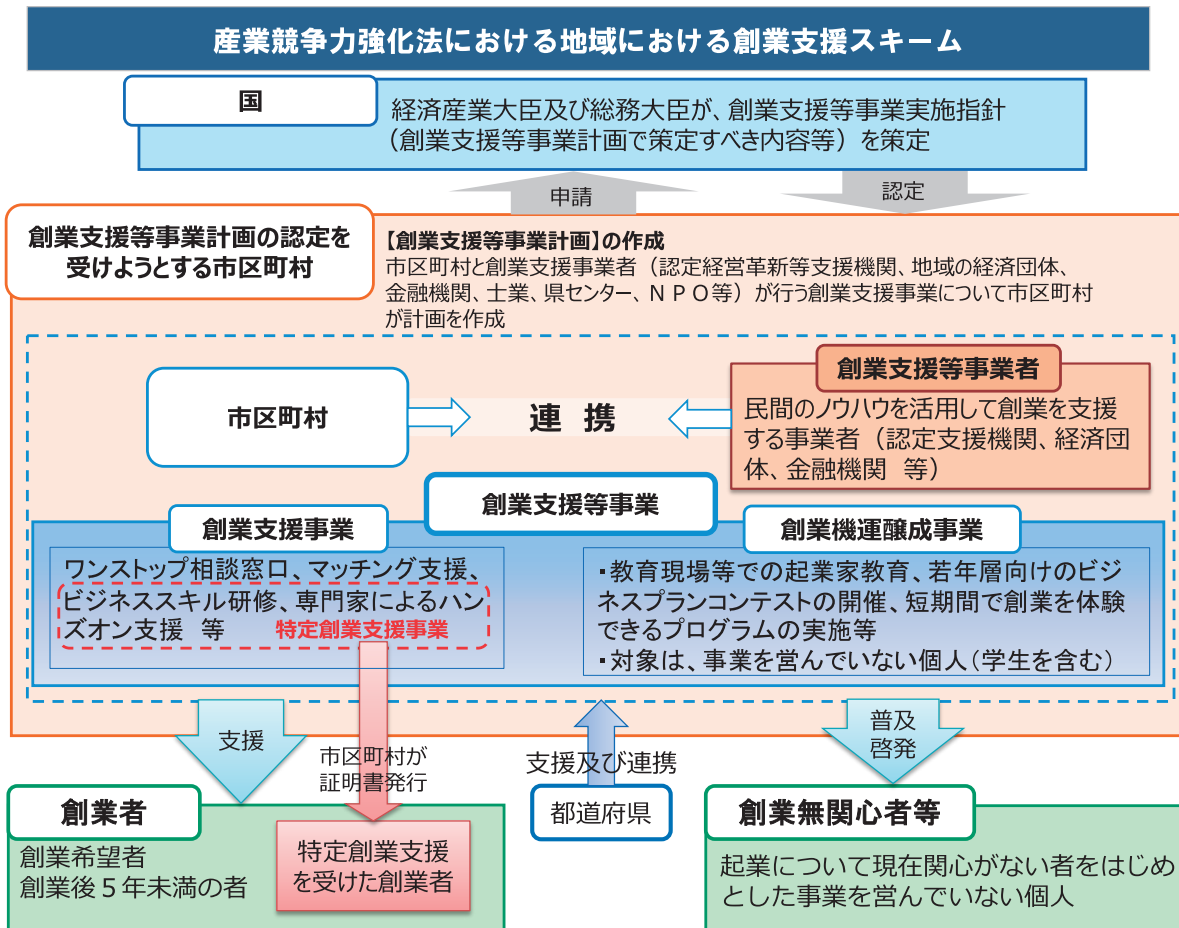 産業競争力強化法における地域における創業支援スキーム
国
経済産業大臣及び総務大臣が、創業支援等事業実施指針
（創業支援等事業計画で策定すべき内容等）を策定
申請
認定
創業支援等事業計画の認定を
受けようとする市区町村
【創業支援等事業計画】の作成
市区町村と創業支援事業者（認定経営革新等支援機関、地域の経済団体、
金融機関、士業、県センター、ＮＰＯ等）が行う創業支援事業について市区町村
が計画を作成
市区町村
連 携
創業支援等事業者
民間のノウハウを活用して創業を支援
する事業者（認定支援機関、経済団
体、金融機関 等）
創業支援等事業
創業支援事業
ワンストップ相談窓口、マッチング支援、
ビジネススキル研修、専門家によるハン
ズオン支援 等 特定創業支援事業
創業機運醸成事業
・教育現場等での起業家教育、若年層向けのビジ
ネスプランコンテストの開催、短期間で創業を体験
できるプログラムの実施等
・対象は、事業を営んでいない個人（学生を含む）
支援
市区町村が
証明書発行
支援及び連携
都道府県
普及
啓発
創業者
創業希望者
創業後５年未満の者
特定創業支援
を受けた創業者
創業無関心者等
起業について現在関心がない者をはじめ
とした事業を営んでいない個人